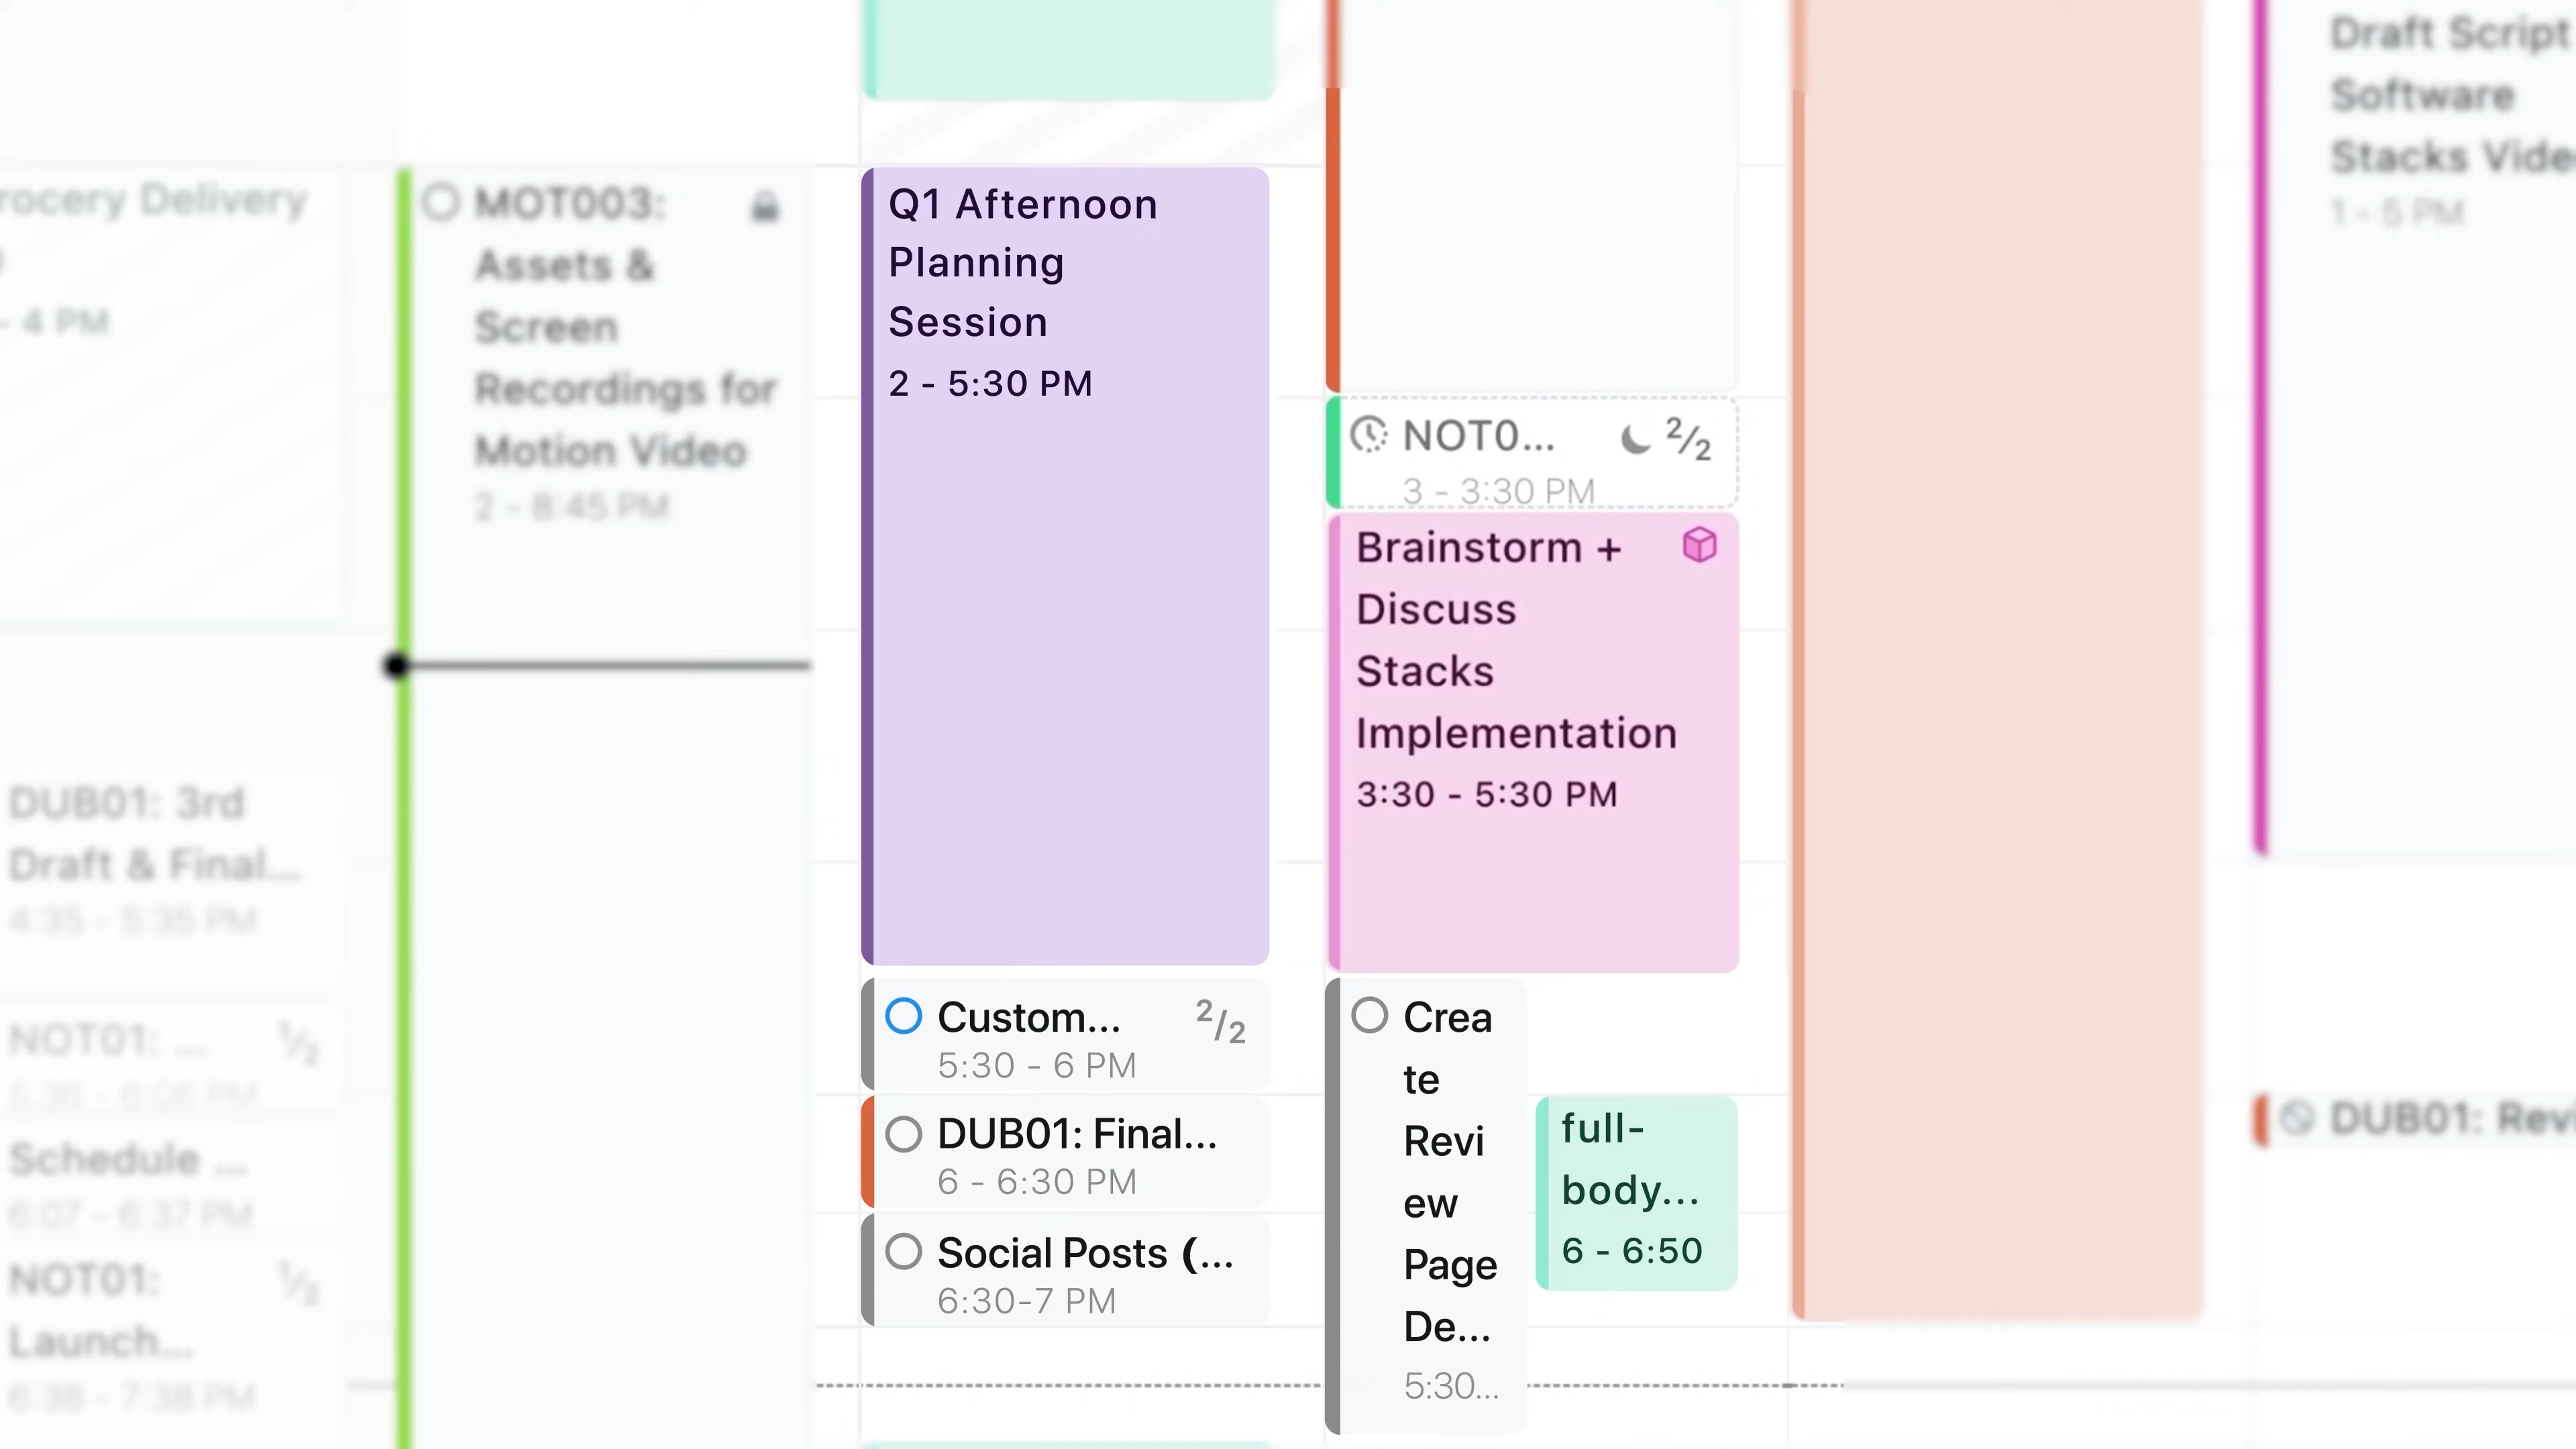 rocery Delivery
- 4 PM
DUB01: 3rd
Draft & Final...
4:35 - 5:35 PM
NOT01: ... 1/2
5:36 - 6:06 PM
Schedule ...
6:07 - 6:37 PM
NOT01: 1/2
Launch...
6:38 - 7:38 PM
MOT003:
Assets &
Screen
Recordings for
Motion Video
2 - 8:45 PM
Q1 Afternoon
Planning
Session
2 - 5:30 PM
Custom... 2/2
5:30 - 6 PM
DUB01: Final...
6 - 6:30 PM
Social Posts (...
6:30-7 PM
NOT0... 2/2
3 - 3:30 PM
Brainstorm +
Discuss
Stacks
Implementation
3:30 - 5:30 PM
Crea
te
Revi
ew
Page
De...
5:30...
full-
body...
6 - 6:50
Draft Script
Software
Stacks Vide
1 - 5 PM
DUB01: Revi